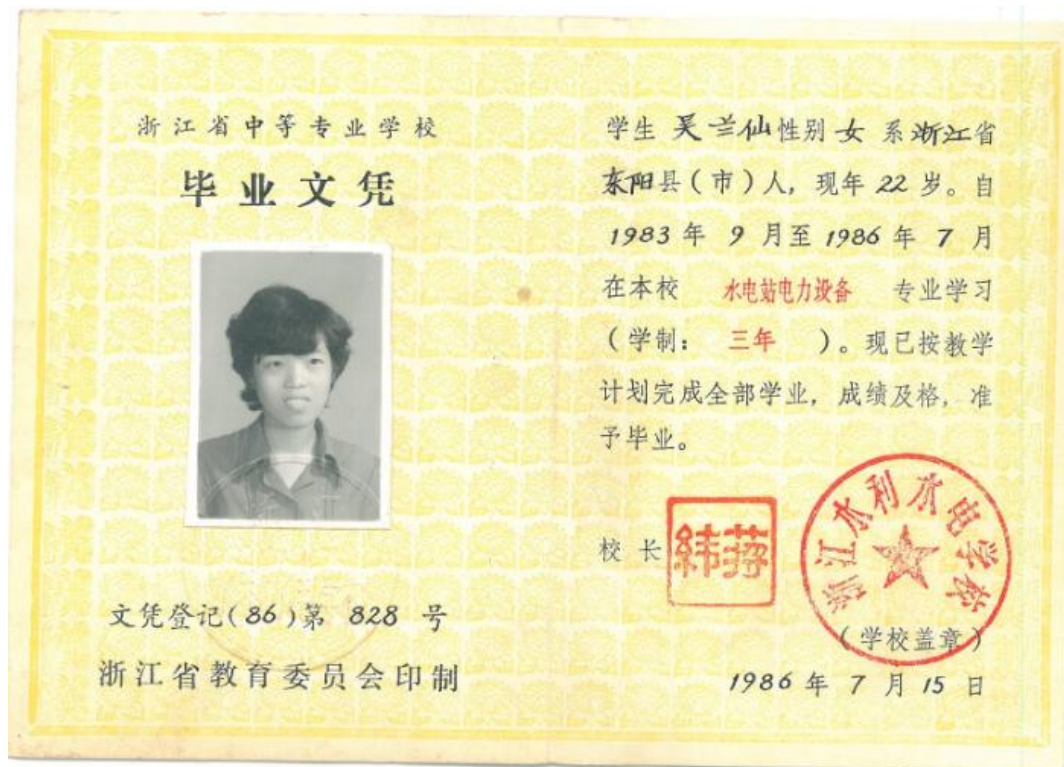 浙江省中等专业学校
毕业文凭
文凭登记(86)第 828 号
浙江省教育委员会印制
学生 吴兰仙 性别 女 系 浙江省
东阳县(市)人, 现年 22 岁。自
1983 年 9 月至 1986 年 7 月
在本校 水电站电力设备 专业学习
(学制: 三年 )。现已按教学
计划完成全部学业, 成绩及格, 准
予毕业。
校长 蒋纬
浙江水利水电学校
(学校盖章)
1986 年 7 月 15 日